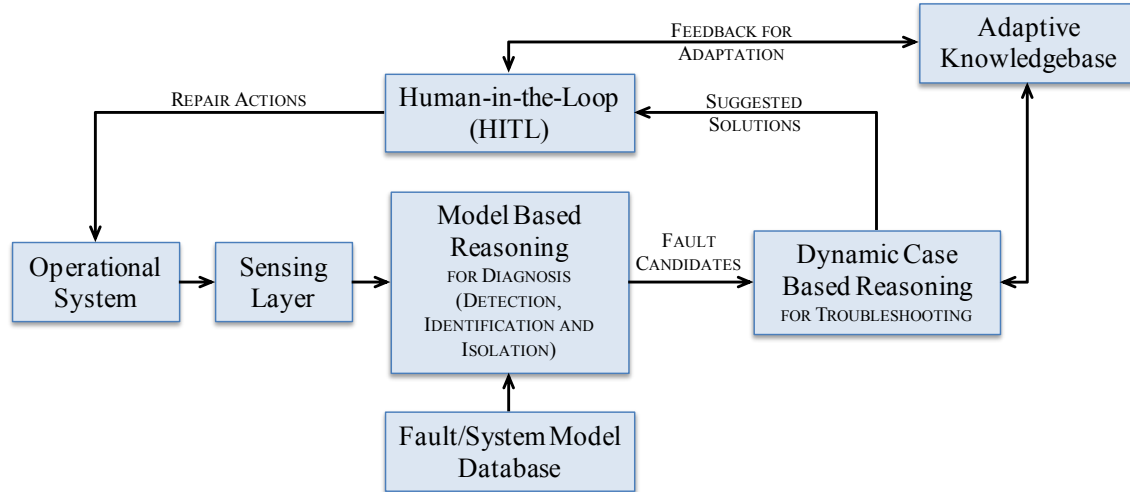 FEEDBACK FOR
ADAPTATION
Adaptive
Knowledgebase
REPAIR ACTIONS
Human-in-the-Loop
(HITL)
SUGGESTED
SOLUTIONS
Operational
System
Sensing
Layer
Model Based
Reasoning
FOR DIAGNOSIS
(DETECTION,
IDENTIFICATION AND
ISOLATION)
FAULT
CANDIDATES
Dynamic Case
Based Reasoning
FOR TROUBLESHOOTING
Fault/System Model
Database